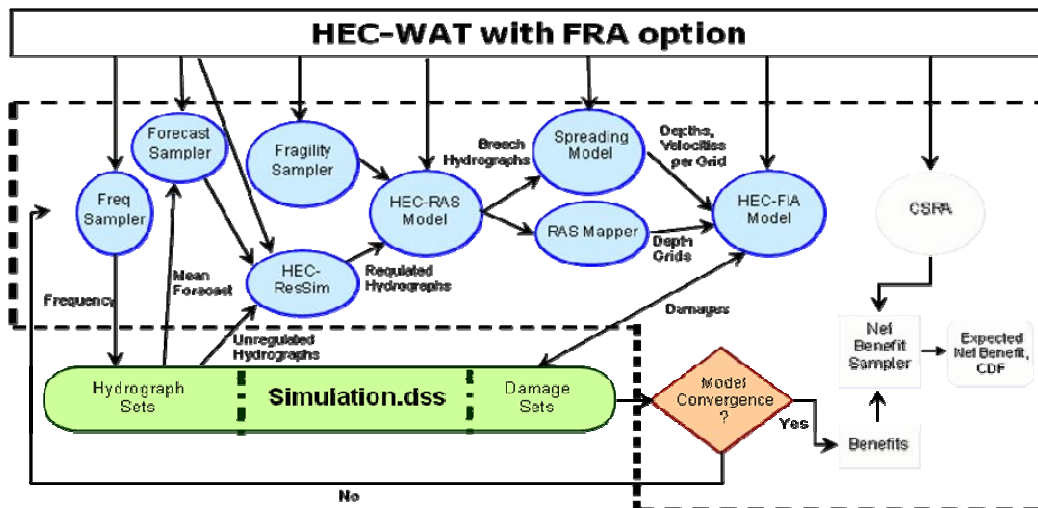 HEC-WAT with FRA option
Forecast
Sampler
Fragility
Sampler
Breech
Hydrographs
Spreading
Model
Depths,
Velocities
per Grid
Freq
Sampler
HEC-RAS
Model
RAS Mapper
HEC-FIA
Model
CSRA
Depth
Grids
Mean
Forecast
HEC-
ResSim
Regulated
Hydrographs
Frequency
Damages
Unregulated
Hydrographs
Net
Benefit
Sampler
Expected
Net Benefit,
CDF
Hydrograph
Sets
Simulation.dss
Damage
Sets
Model
Convergence
?
Yes
Benefits
No